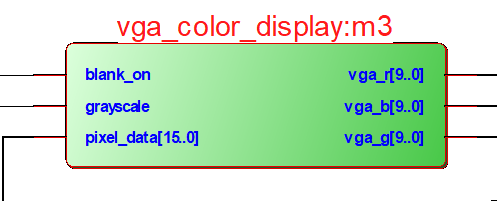 vga_color_display:m3
blank_on vga_r[9..0]
grayscale vga_b[9..0]
pixel_data[15..0] vga_g[9..0]